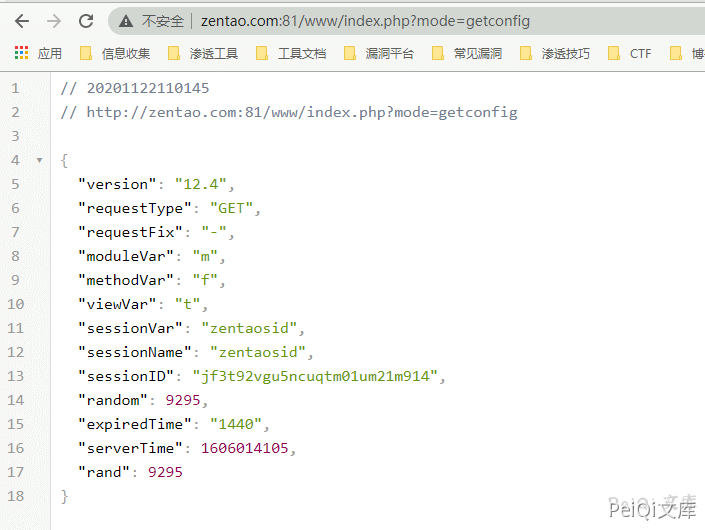 不安全 | zentao.com:81/www/index.php?mode=getconfig
应用 信息收集 渗透工具 工具文档 漏洞平台 常见漏洞 渗透技巧 CTF 博
1 // 20201122110145
2 // http://zentao.com:81/www/index.php?mode=getconfig
3
4 {
5 "version": "12.4",
6 "requestType": "GET",
7 "requestFix": "-",
8 "moduleVar": "m",
9 "methodVar": "f",
10 "viewVar": "t",
11 "sessionVar": "zentaosid",
12 "sessionName": "zentaosid",
13 "sessionID": "jf3t92vgu5ncuqtm01um21m914",
14 "random": 9295,
15 "expiredTime": "1440",
16 "serverTime": 1606014105,
17 "rand": 9295
18 }
PeiQi 文库
PeiQi文库